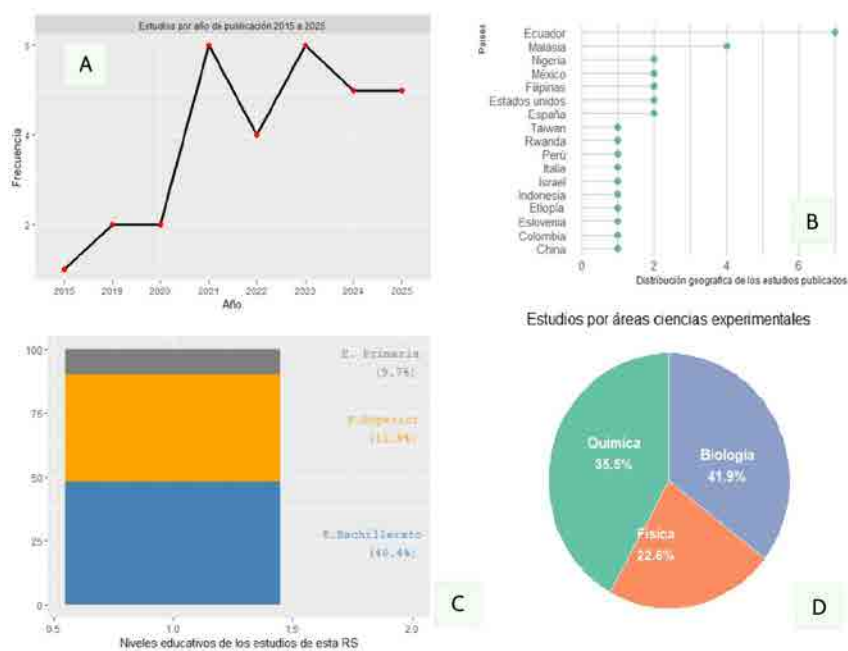 Estudios por año de publicación 2015 a 2025
A
Frecuencia
6
4
2
2015 2019 2020 2021 2022 2023 2024 2025
Año
Países
Ecuador
Malasia
Nigeria
México
Filipinas
Estados unidos
España
Taiwan
Rwanda
Perú
Italia
Israel
Indonesia
Etiopía
Eslovenia
Colombia
China
B
0 2 4 6
Distribución geografica de los estudios publicados
100
75
50
25
0
E. Primaria
(9.7%)
E.Bachillerato
0.5 1.0 1.5 2.0
Niveles educativos de los estudios de esta RS
C
Estudios por áreas ciencias experimentales
Química
35.5%
Biología
41.9%
Física
22.6%
D